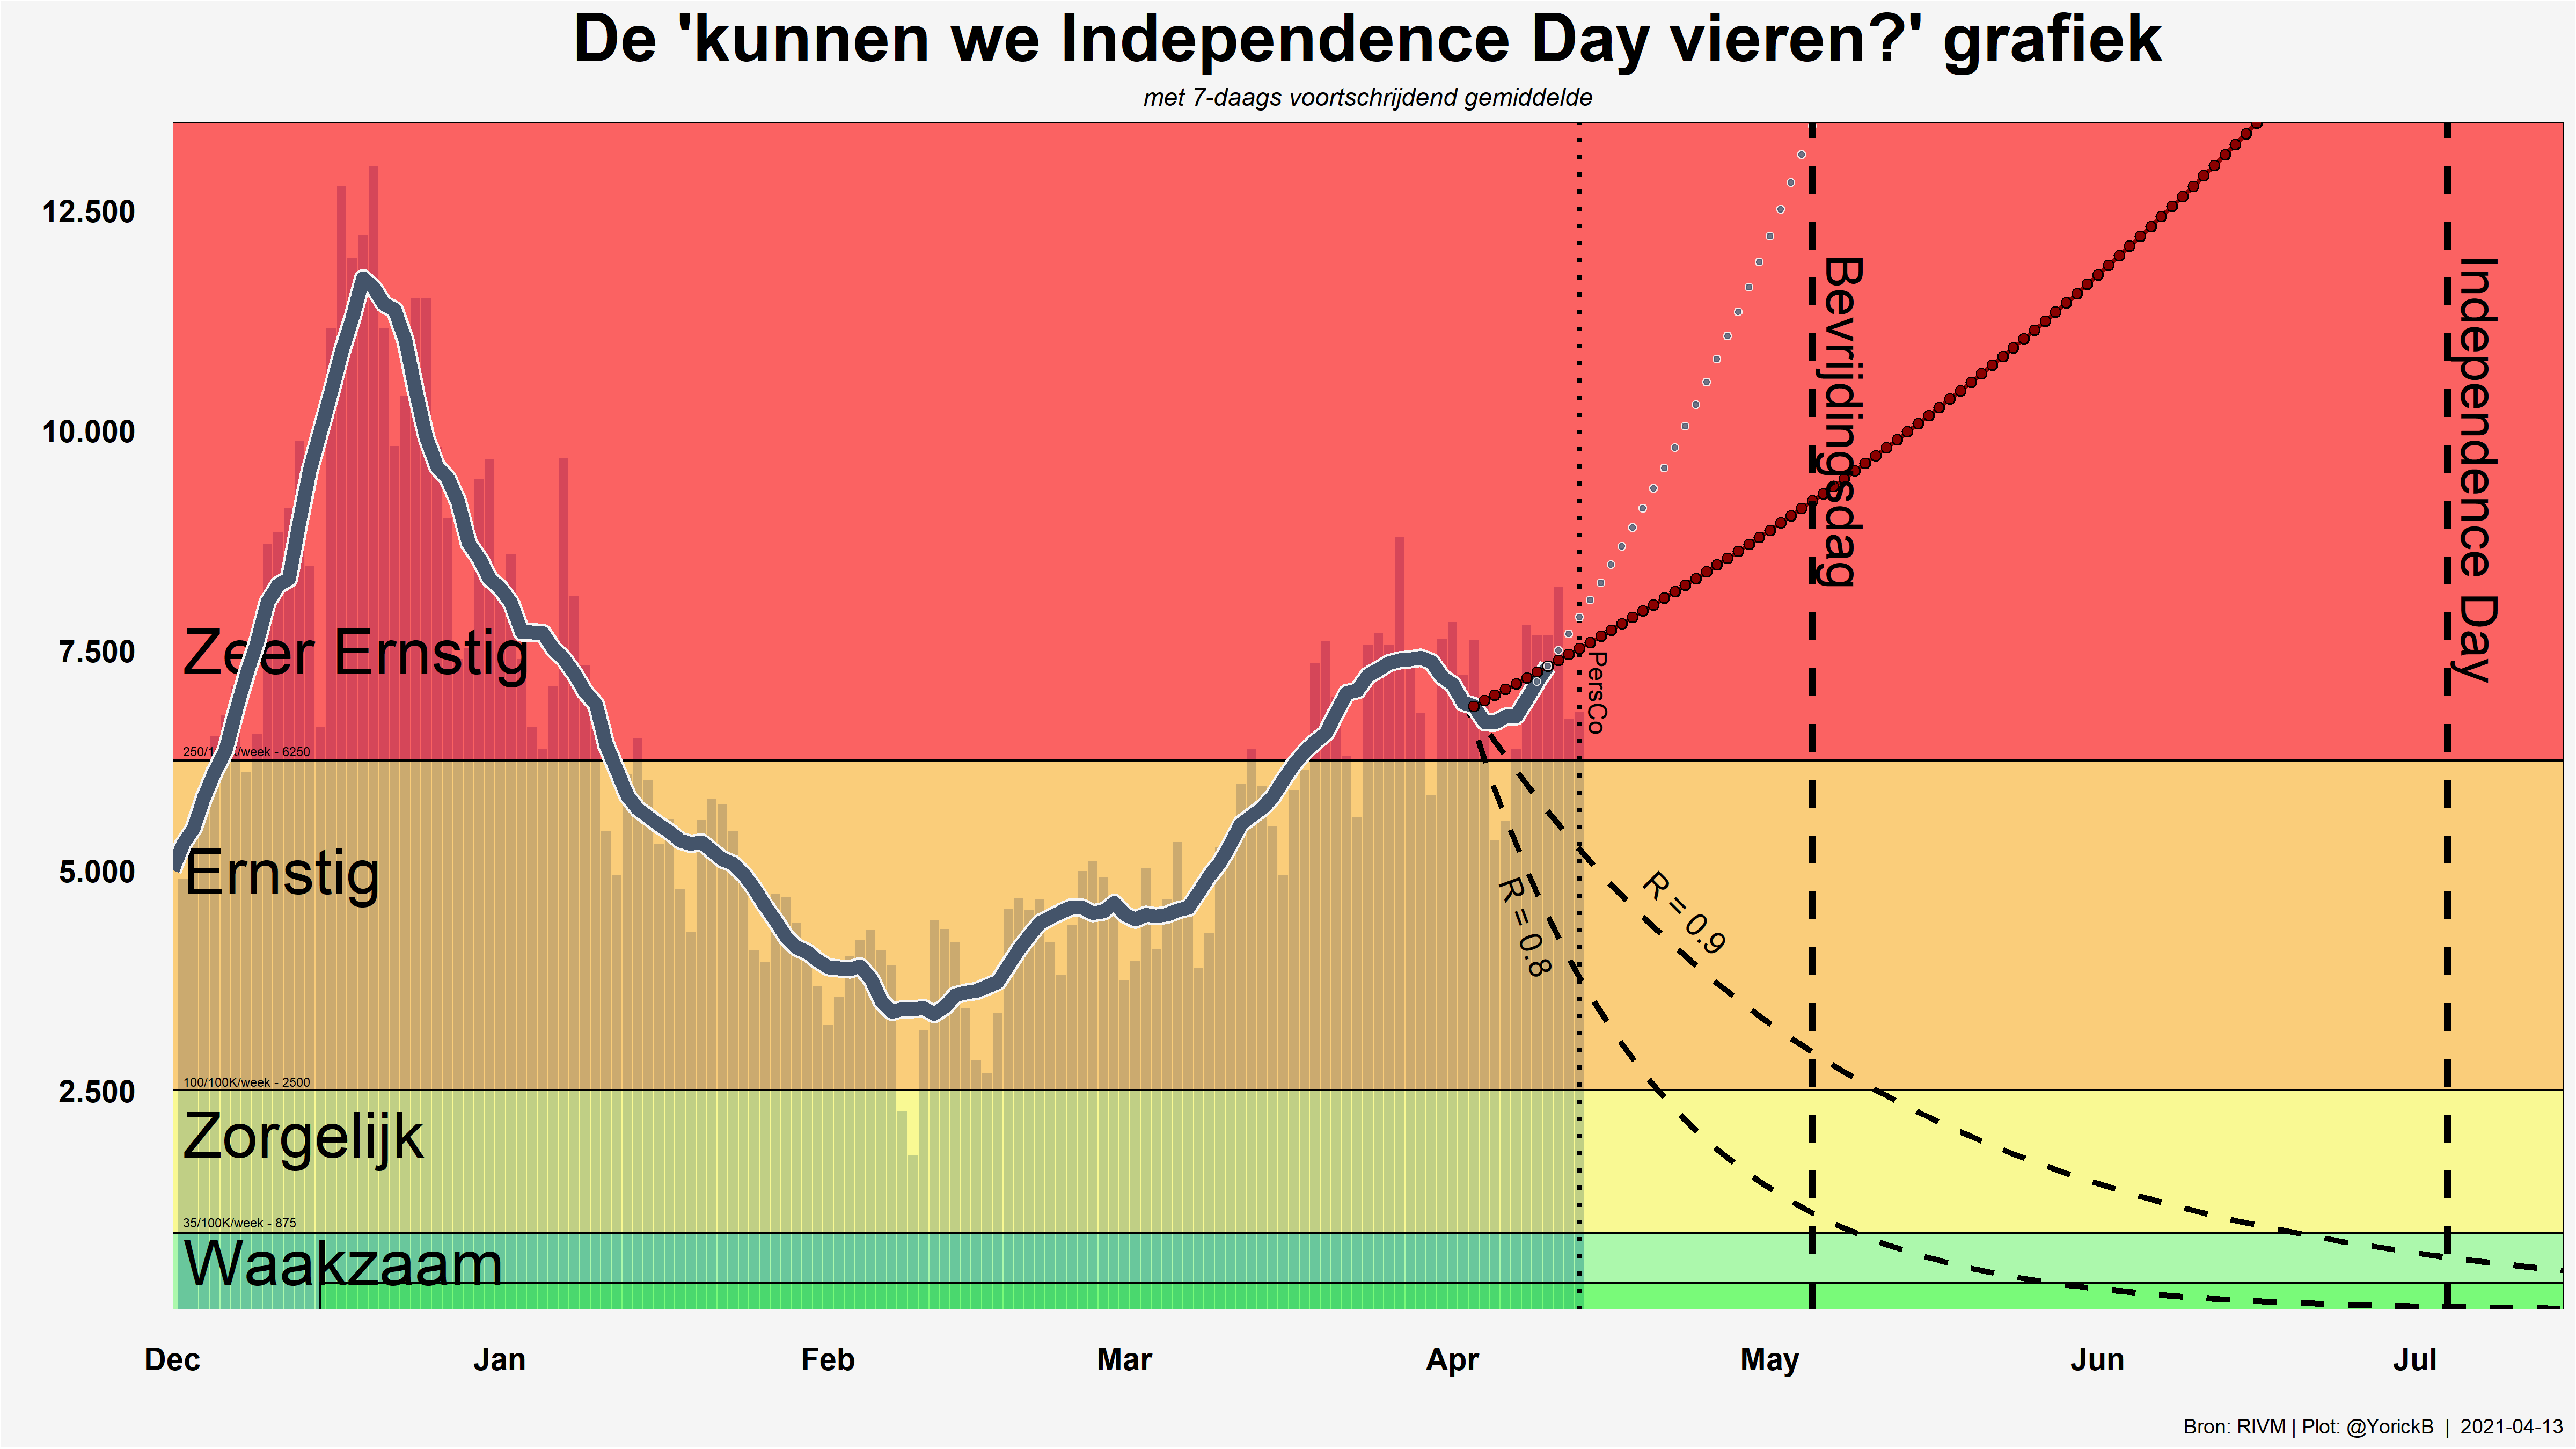 De 'kunnen we Independence Day vieren?' grafiek
met 7-daags voortschrijdend gemiddelde
12.500
10.000
7.500
5.000
2.500
Zeer Ernstig
250/100K/week - 6250
Ernstig
100/100K/week - 2500
Zorgelijk
35/100K/week - 875
Waakzaam
PersCo
R = 0.8
R = 0.9
Bevrijdingsdag
Independence Day
Dec
Jan
Feb
Mar
Apr
May
Jun
Jul
Bron: RIVM | Plot: @YorickB | 2021-04-13